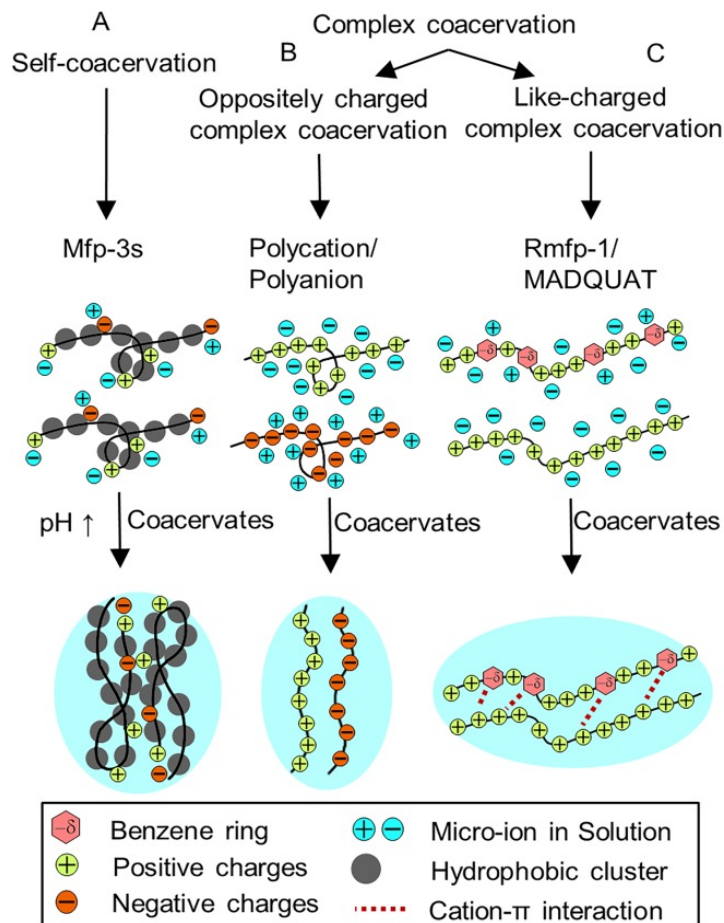 A
Self-coacervation
Complex coacervation
B
C
Oppositely charged
complex coacervation
Like-charged
complex coacervation
Mfp-3s
Polycation/
Polyanion
Rmfp-1/
MADQUAT
pH ↑
Coacervates
Coacervates
Coacervates
-δ Benzene ring
+ Positive charges
− Negative charges
+ − Micro-ion in Solution
Hydrophobic cluster
Cation-π interaction